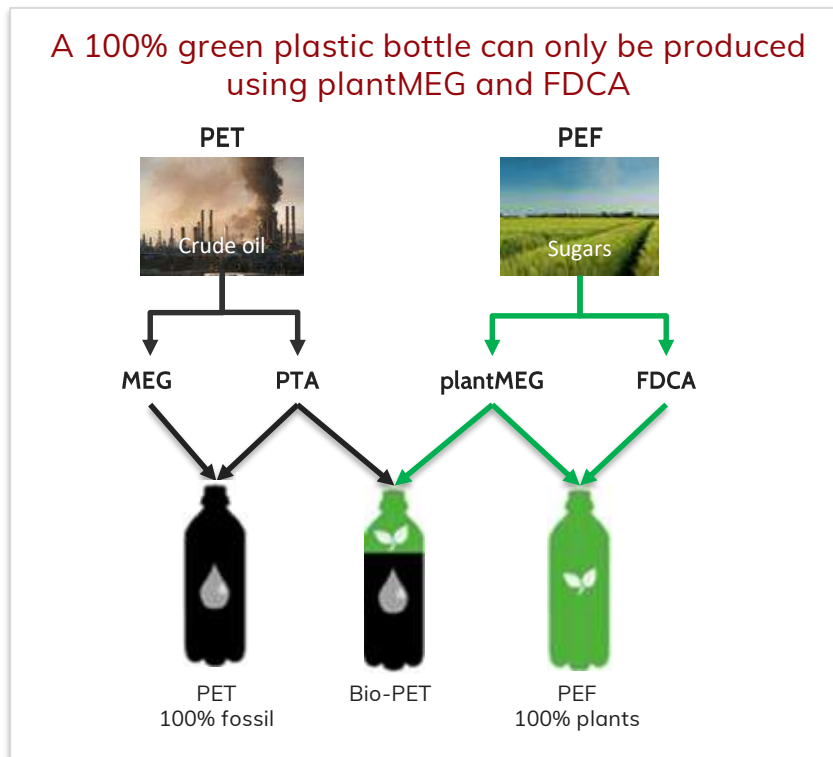 A 100% green plastic bottle can only be produced
using plantMEG and FDCA
PET
PEF
Crude oil
Sugars
MEG
PTA
plantMEG
FDCA
PET
100% fossil
Bio-PET
PEF
100% plants